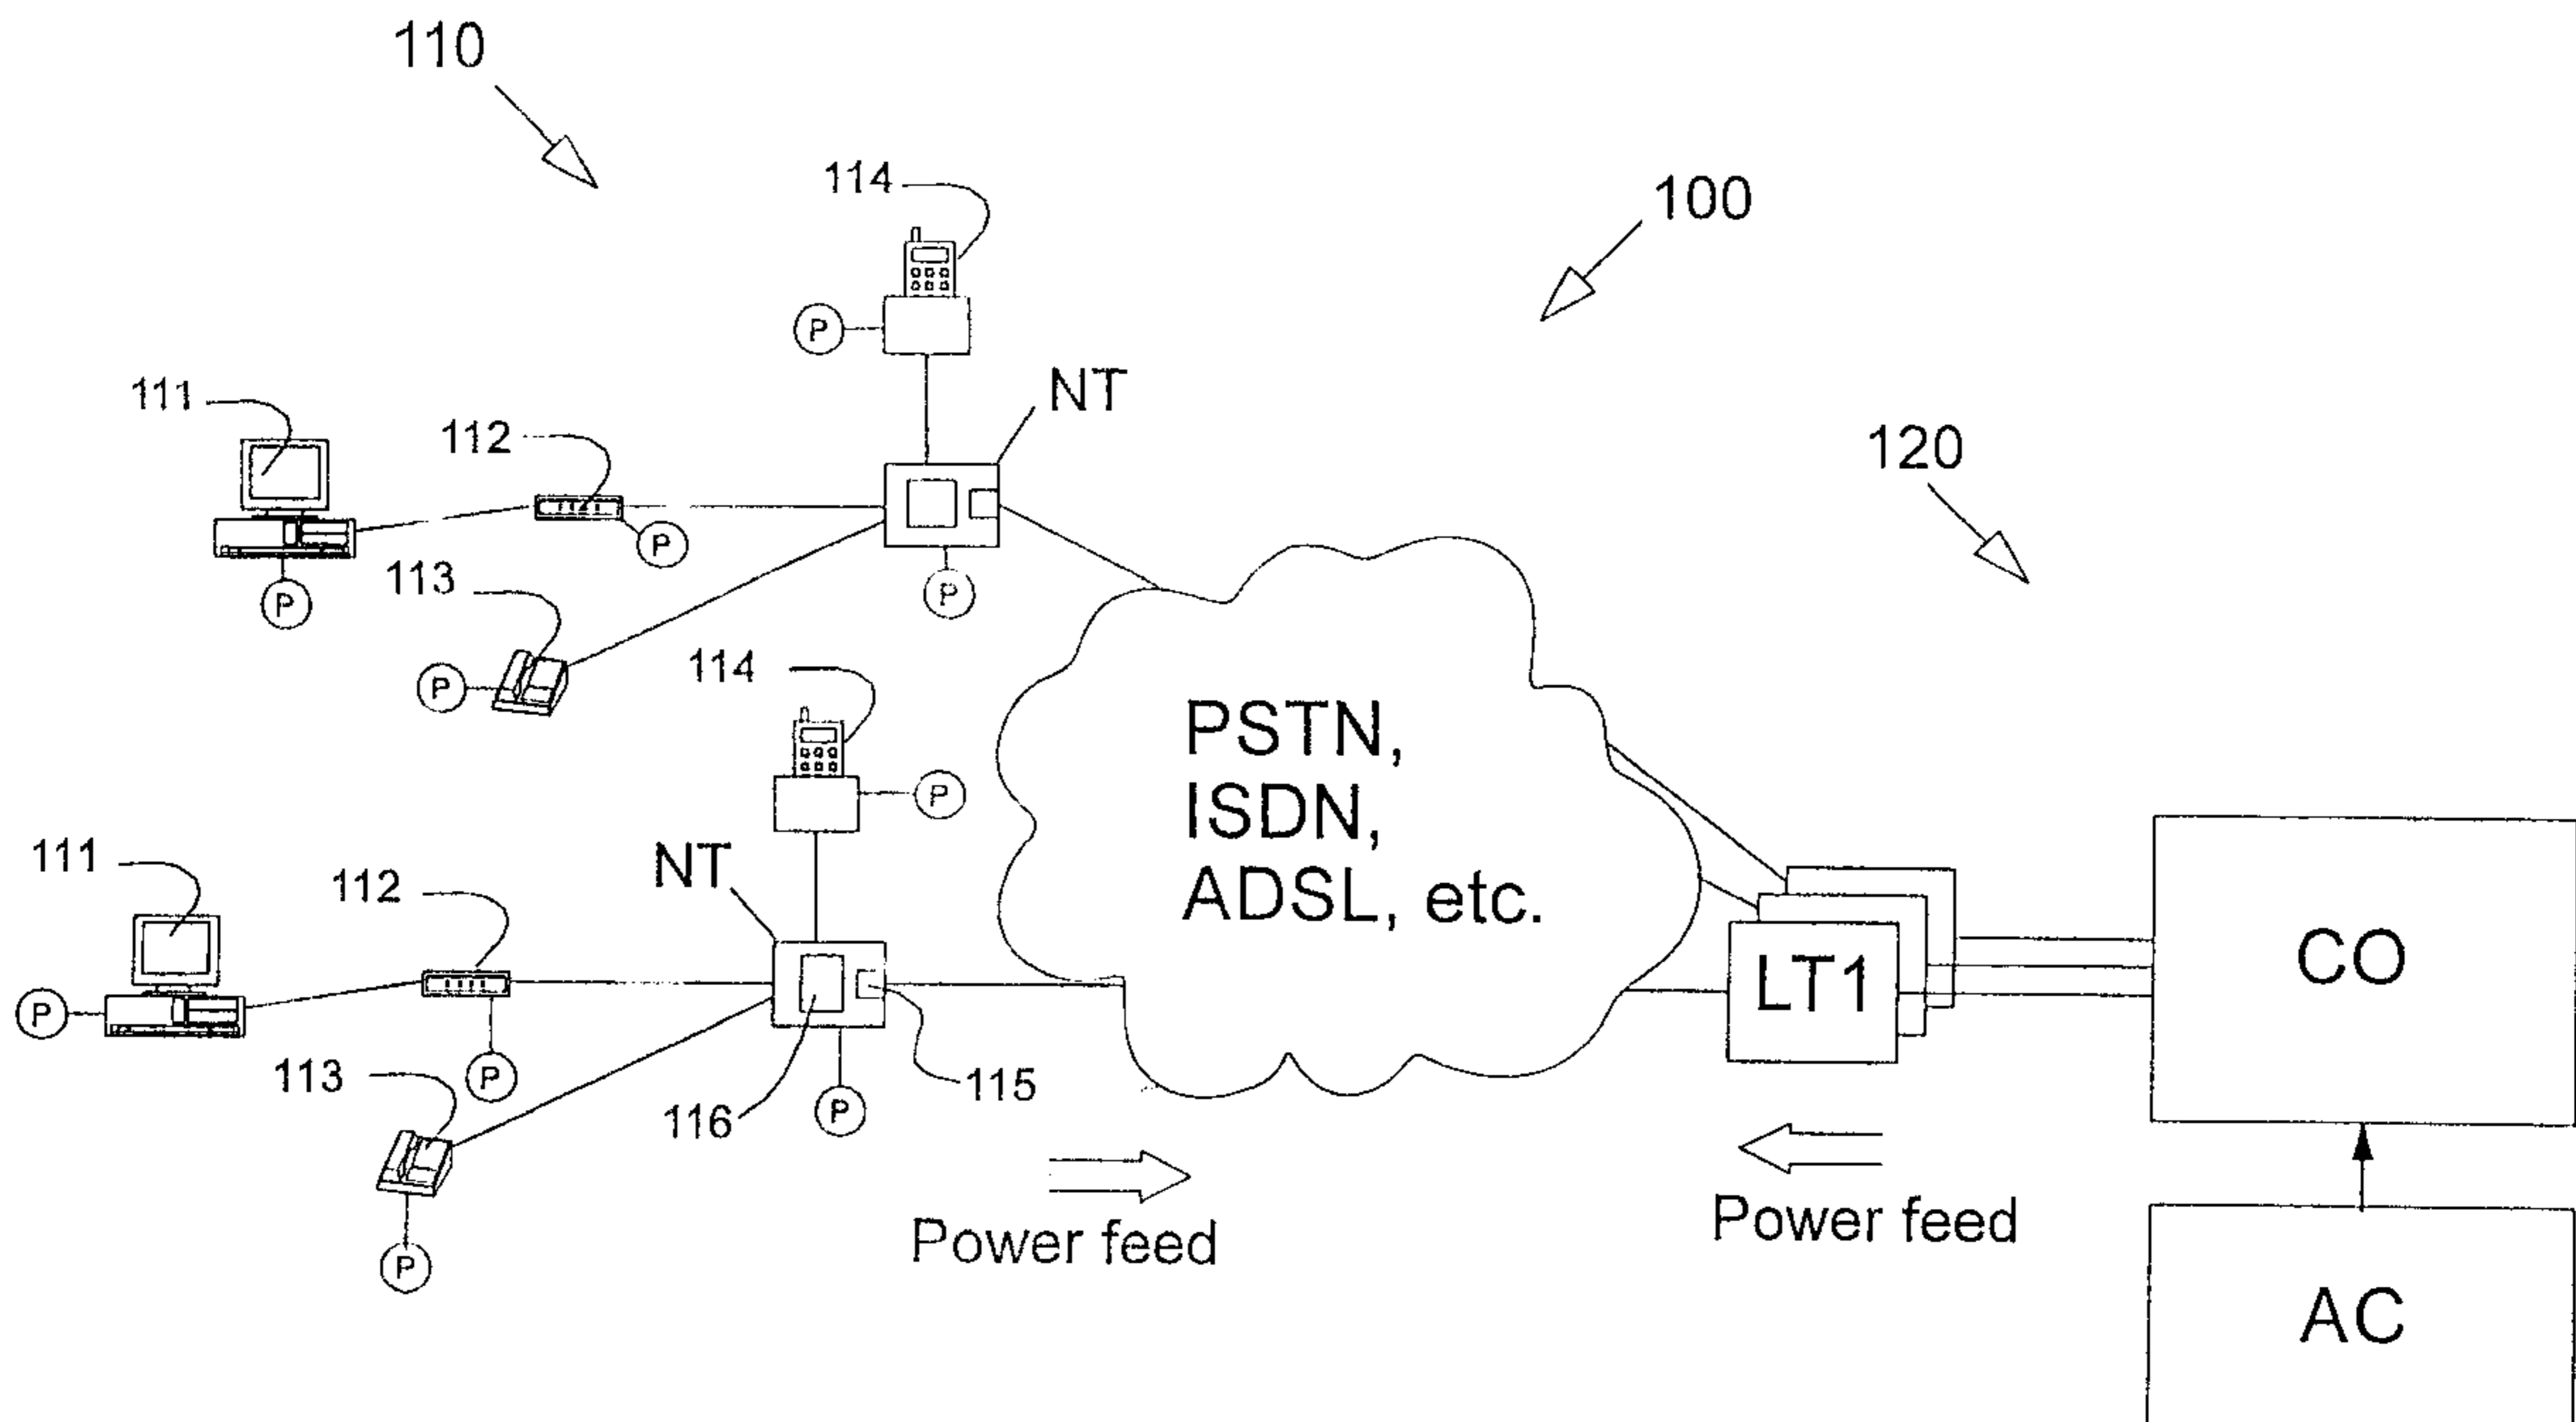 110
114
100
P
NT
111
112
120
P
113
P
P
P
114
PSTN,
ISDN,
ADSL, etc.
P
111
112
NT
CO
LT1
P
113
P
116
P
115
Power feed
Power feed
P
AC